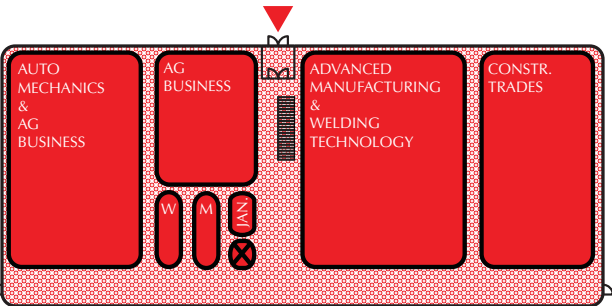 AUTO
MECHANICS
&
AG
BUSINESS
AG
BUSINESS
ADVANCED
MANUFACTURING
&
WELDING
TECHNOLOGY
CONSTR.
TRADES
W
M
JAN.